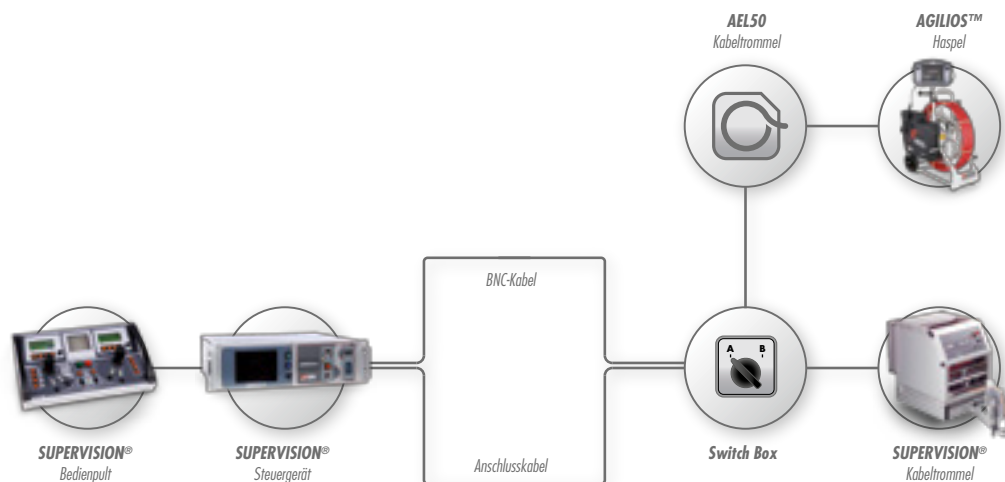 AEL50
Kabeltrommel
AGILIOS™
Haspel
BNC-Kabel
A B
SUPERVISION®
Bedienpult
SUPERVISION®
Steuergerät
Anschlusskabel
Switch Box
SUPERVISION®
Kabeltrommel